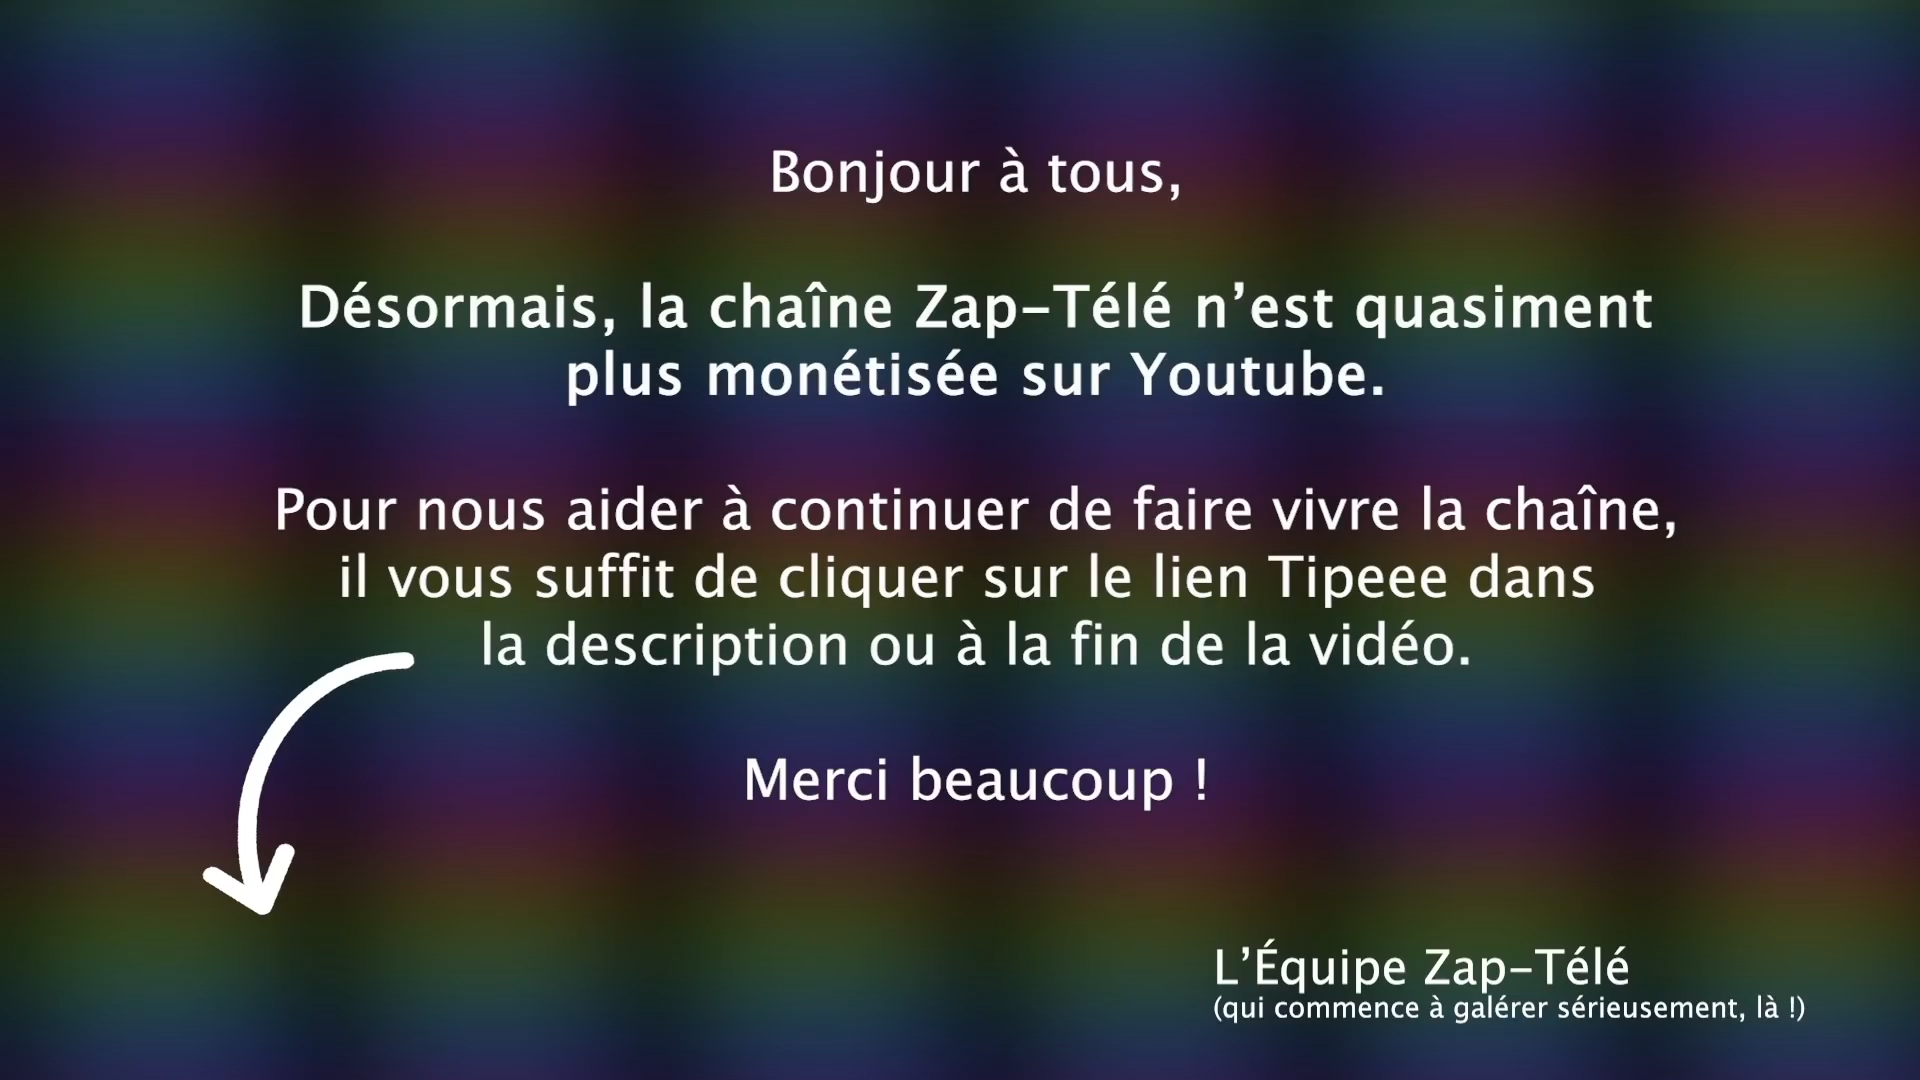 Bonjour à tous,
Désormais, la chaîne Zap-Télé n’est quasiment
plus monétisée sur Youtube.
Pour nous aider à continuer de faire vivre la chaîne,
il vous suffit de cliquer sur le lien Tipeee dans
la description ou à la fin de la vidéo.
Merci beaucoup !
L’Équipe Zap-Télé
(qui commence à galérer sérieusement, là !)